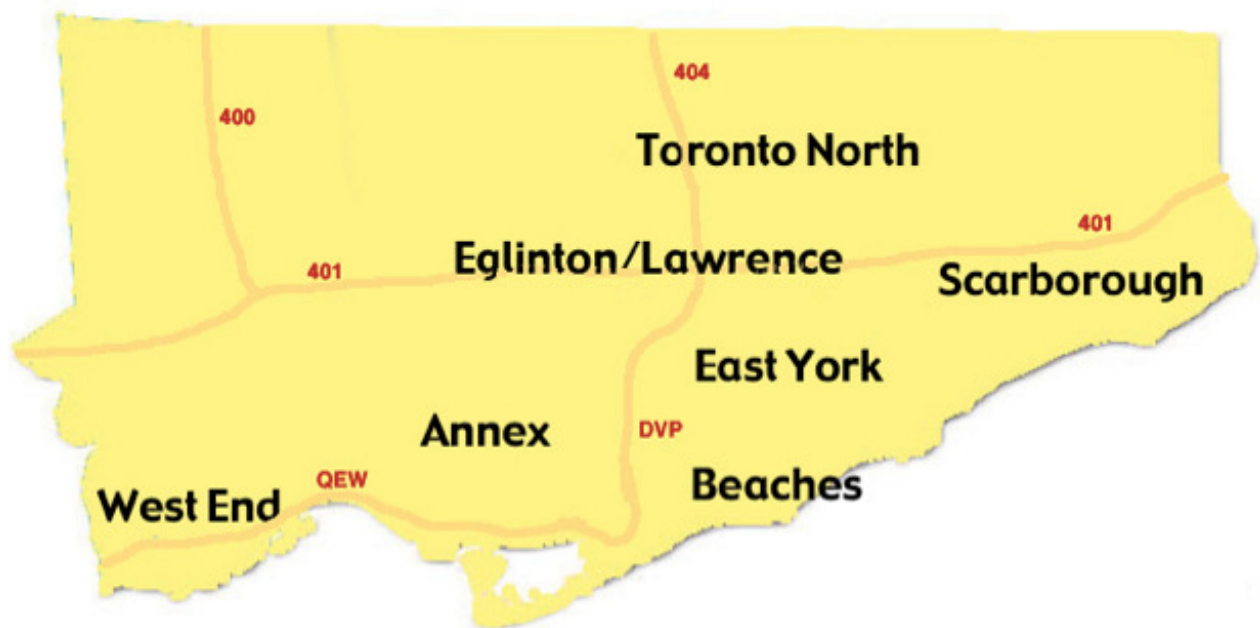 404
400
Toronto North
401
Eglinton/Lawrence
401
Scarborough
East York
Annex
DVP
QEW
Beaches
West End